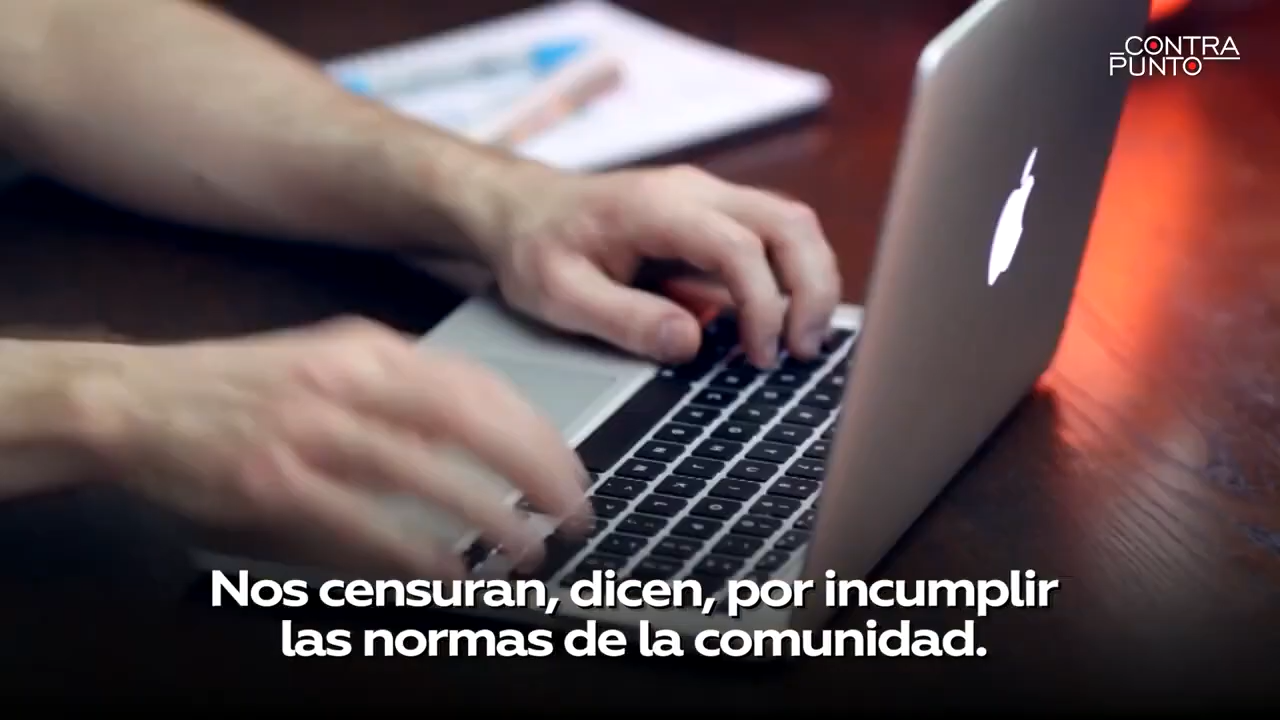 CONTRA
PUNTO
Nos censuran, dicen, por incumplir
las normas de la comunidad.